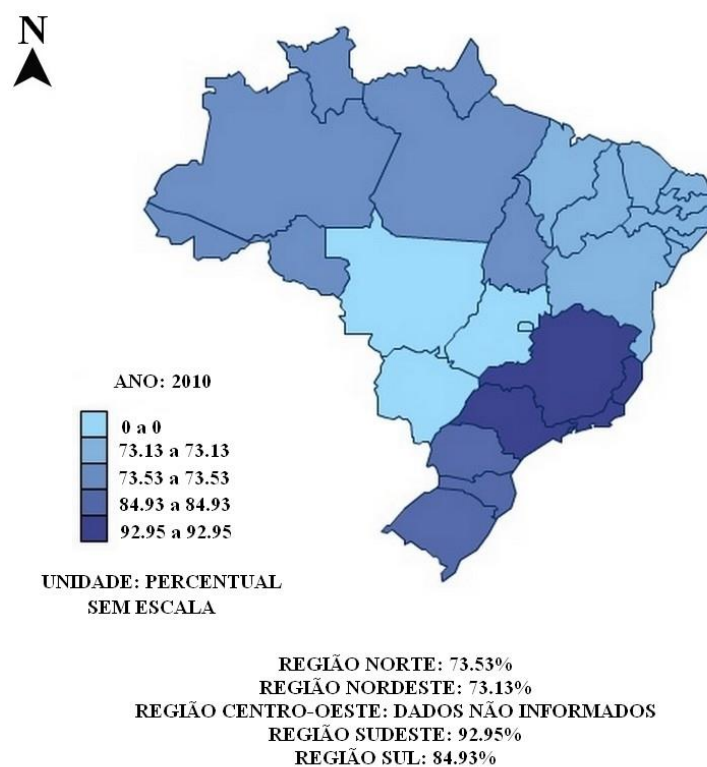 N
ANO: 2010
0 a 0
73.13 a 73.13
73.53 a 73.53
84.93 a 84.93
92.95 a 92.95
UNIDADE: PERCENTUAL
SEM ESCALA
REGIÃO NORTE: 73.53%
REGIÃO NORDESTE: 73.13%
REGIÃO CENTRO-OESTE: DADOS NÃO INFORMADOS
REGIÃO SUDESTE: 92.95%
REGIÃO SUL: 84.93%